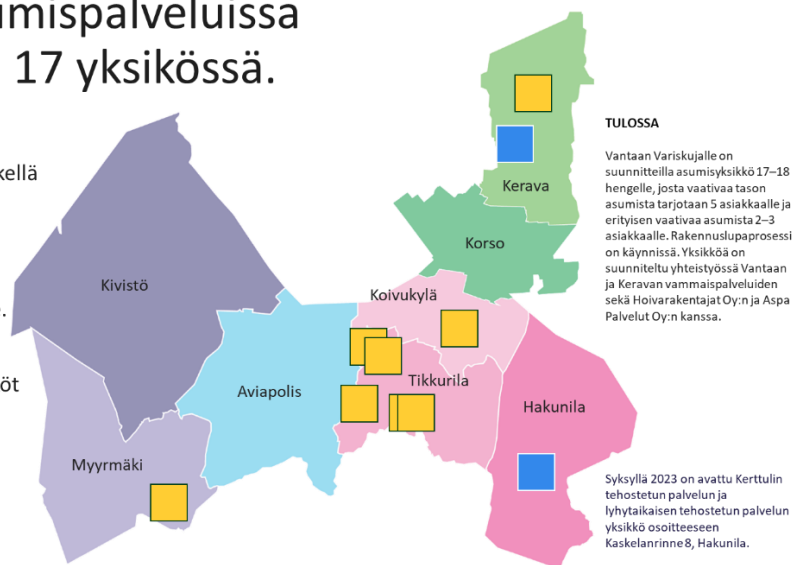 umispalveluissa
17 yksikössä.
kellä
e.
öt
Kivistö
Myyrmäki
Aviapolis
Koivukylä
Tikkurila
Korso
Kerava
Hakunila
TULOSSA
Vantaan Variskujalle on
suunnitteilla asumisyksikkö 17–18
hengelle, josta vaativaa tason
asumista tarjotaan 5 asiakkaalle ja
erityisen vaativaa asumista 2–3
asiakkaalle. Rakennuslupaprosessi
on käynnissä. Yksikköä on
suunniteltu yhteistyössä Vantaan
ja Keravan vammaispalveluiden
sekä Hoivarakentajat Oy:n ja Aspa
Palvelut Oy:n kanssa.
Syksyllä 2023 on avattu Kerttulin
tehostetun palvelun ja
lyhytaikaisen tehostetun palvelun
yksikkö osoitteeseen
Kaskelanrinne 8, Hakunila.